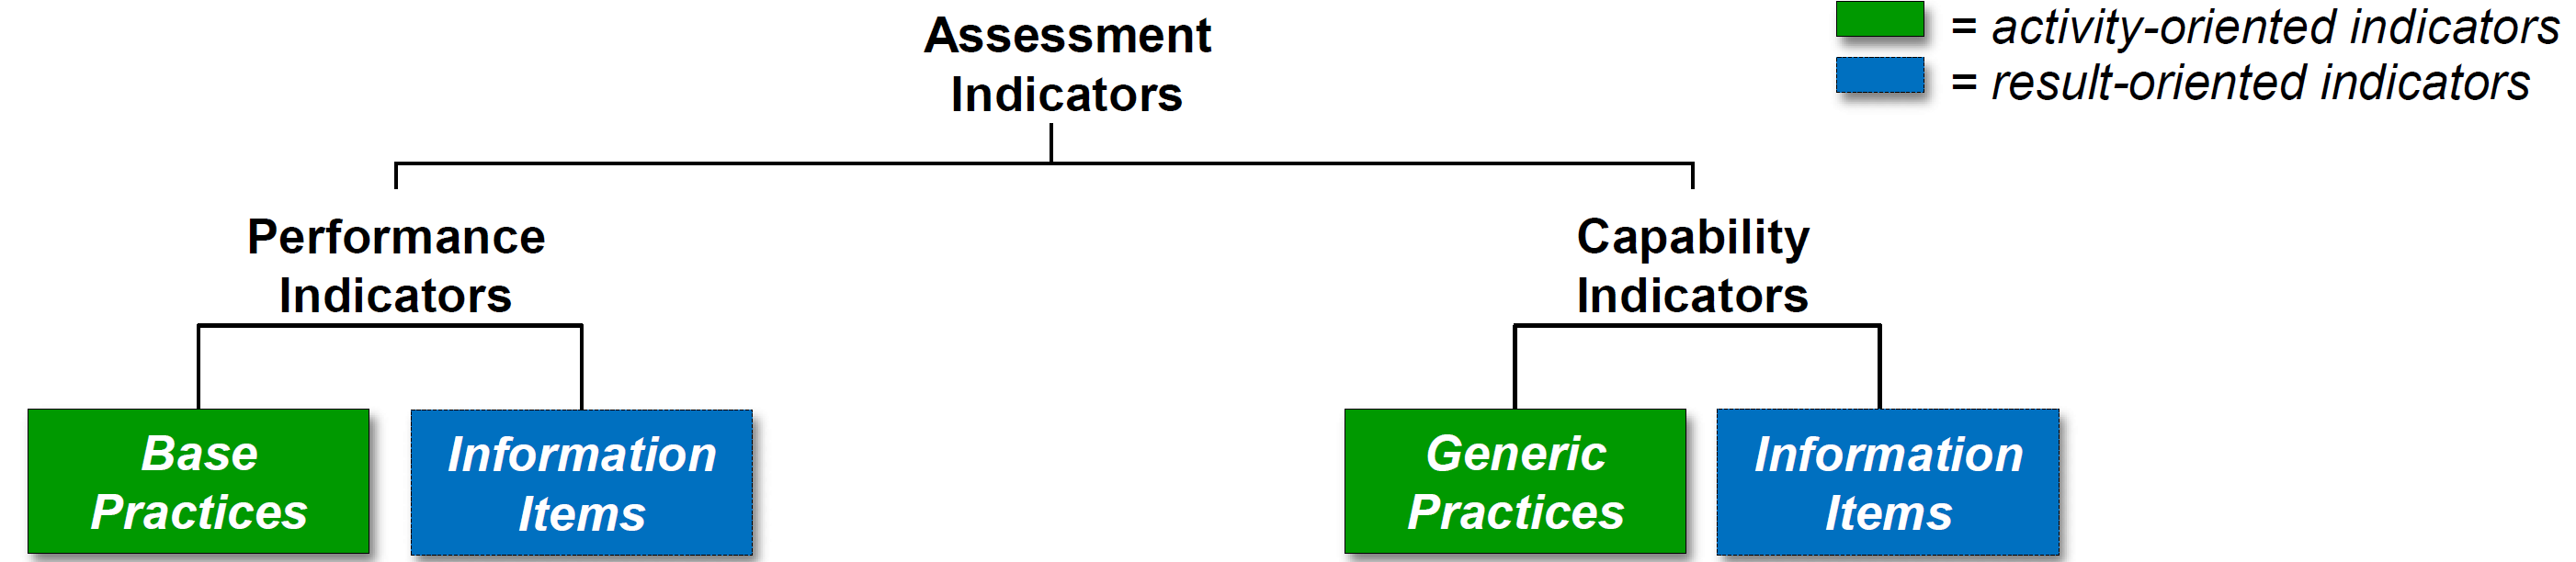 Assessment
Indicators
= activity-oriented indicators
= result-oriented indicators
Performance
Indicators
Capability
Indicators
Base
Practices
Information
Items
Generic
Practices
Information
Items